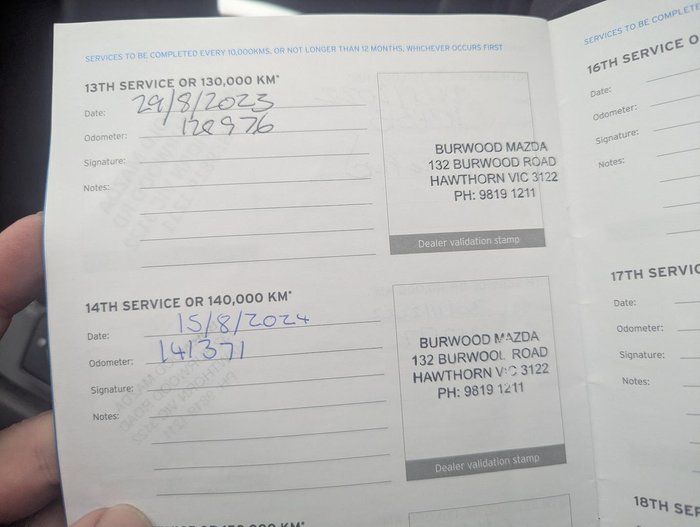 SERVICES TO BE COMPLETED EVERY 10,000KMS, OR NOT LONGER THAN 12 MONTHS, WHICHEVER OCCURS FIRST
13TH SERVICE OR 130,000 KM*
Date: 29/8/2023
Odometer: 128976
Signature:
Notes:
BURWOOD MAZDA
132 BURWOOD ROAD
HAWTHORN VIC 3122
PH: 9819 1211
Dealer validation stamp
14TH SERVICE OR 140,000 KM*
Date: 15/8/2024
Odometer: 141371
Signature:
Notes:
BURWOOD MAZDA
132 BURWOOD ROAD
HAWTHORN VIC 3122
PH: 9819 1211
Dealer validation stamp
SERVICES TO BE COMPLETE
16TH SERVICE O
Date:
Odometer:
Signature:
Notes:
17TH SERVIC
Date:
Odometer:
Signature:
Notes:
18TH SER